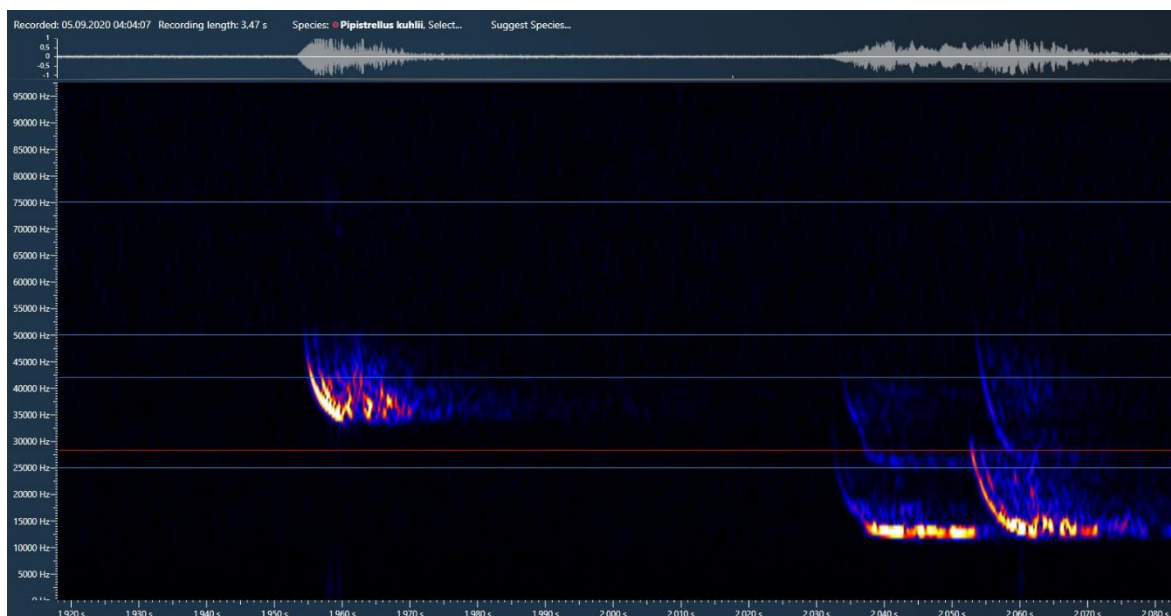 Recorded: 05.09.2020 04:04:07 Recording length: 3,47 s Species: Pipistrellus kuhlii, Select... Suggest Species...
1
0.5
0
-0.5
-1
95000 Hz
90000 Hz
85000 Hz
80000 Hz
75000 Hz
70000 Hz
65000 Hz
60000 Hz
55000 Hz
50000 Hz
45000 Hz
40000 Hz
35000 Hz
30000 Hz
25000 Hz
20000 Hz
15000 Hz
10000 Hz
5000 Hz
0 Hz
1.920 s 1.930 s 1.940 s 1.950 s 1.960 s 1.970 s 1.980 s 1.990 s 2.000 s 2.010 s 2.020 s 2.030 s 2.040 s 2.050 s 2.060 s 2.070 s 2.080 s